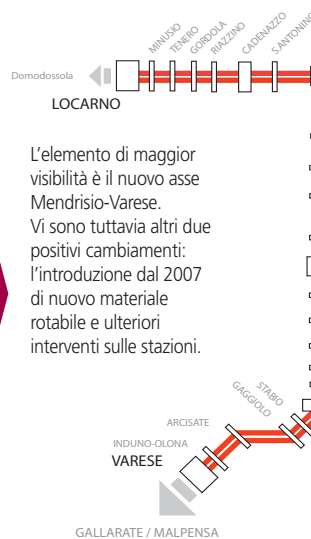 MINUSIO
TENERO
GORDOLA
RIAZZINO
CADENAZZO
S.ANTONINO
Domodossola
LOCARNO
L'elemento di maggior
visibilità è il nuovo asse
Mendrisio-Varese.
Vi sono tuttavia altri due
positivi cambiamenti:
l'introduzione dal 2007
di nuovo materiale
rotabile e ulteriori
interventi sulle stazioni.
STABIO
GAGGIOLO
ARCISATE
INDUNO-OLONA
VARESE
GALLARATE / MALPENSA